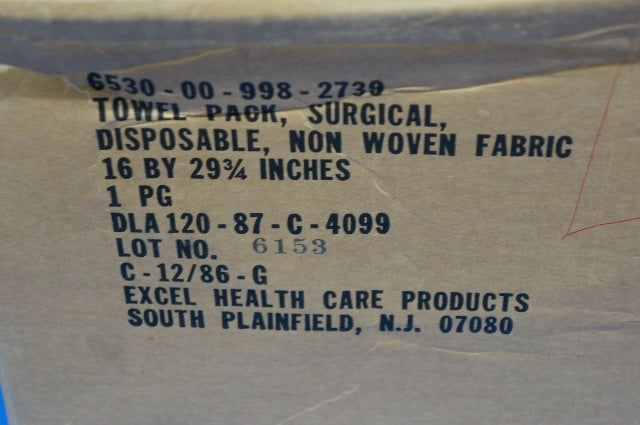 6530-00-998-2739
TOWEL PACK, SURGICAL,
DISPOSABLE, NON WOVEN FABRIC
16 BY 29¾ INCHES
1 PG
DLA 120-87-C-4099
LOT NO. 6153
C-12/86-G
EXCEL HEALTH CARE PRODUCTS
SOUTH PLAINFIELD, N.J. 07080